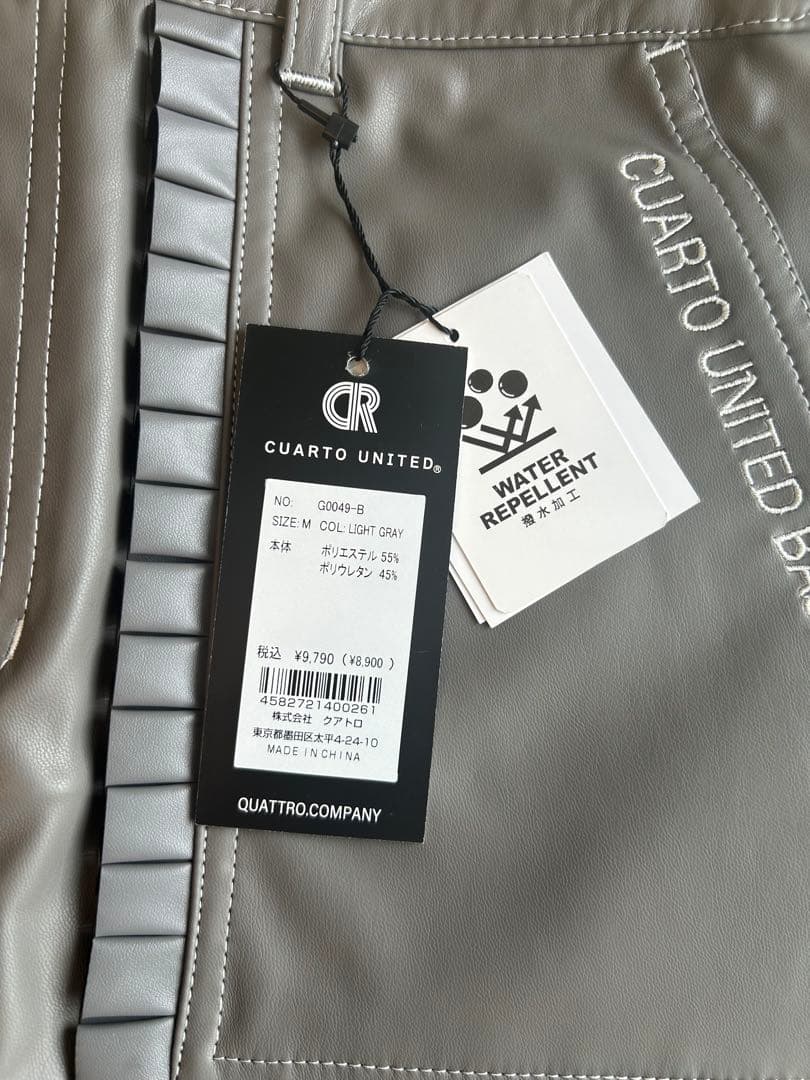 CUARTO UNITED BA
CR
CUARTO UNITED®
NO: G0049-B
SIZE: M COL: LIGHT GRAY
本体 ポリエステル 55%
ポリウレタン 45%
税込 ¥9,790 (¥8,900)
4582721400261
株式会社 クアトロ
東京都墨田区太平4-24-10
MADE IN CHINA
QUATTRO.COMPANY
WATER
REPELLENT
撥水加工